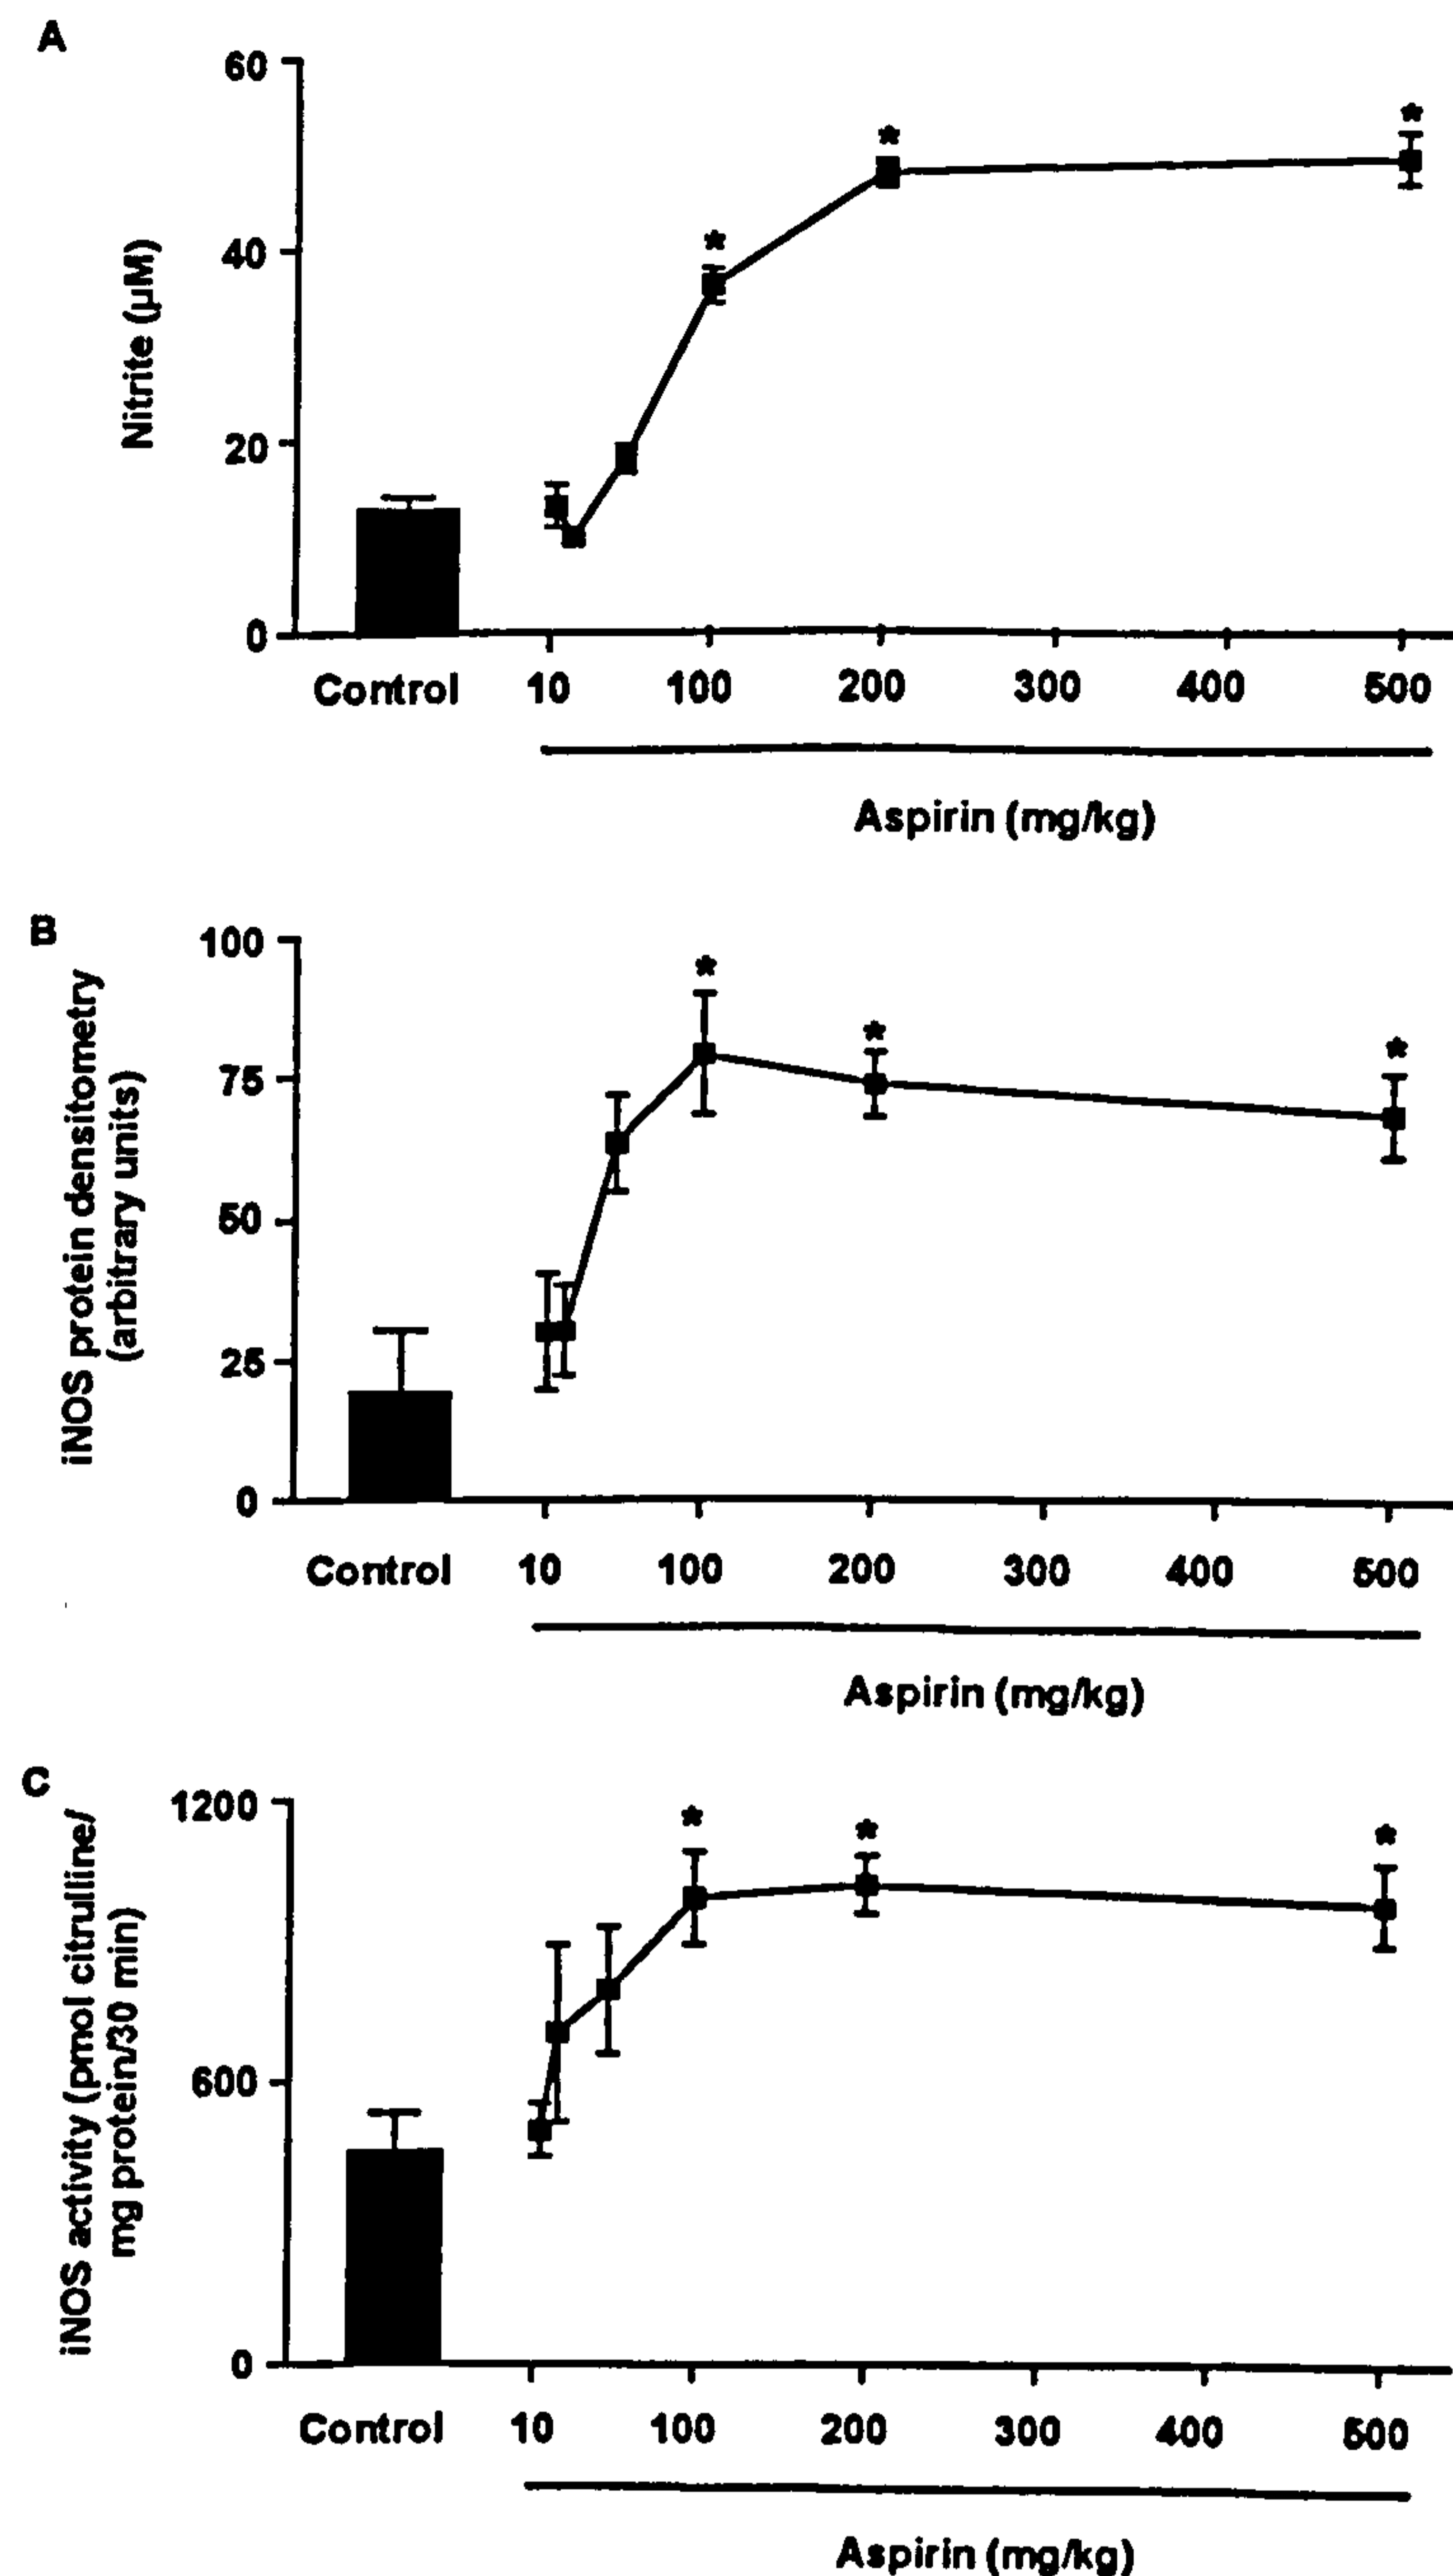 A
60
40
20
0
Nitrite (μM)
*
*
*
Control 10 100 200 300 400 500
Aspirin (mg/kg)
B
100
75
50
25
0
iNOS protein densitometry
(arbitrary units)
*
*
*
Control 10 100 200 300 400 500
Aspirin (mg/kg)
C
1200
600
0
iNOS activity (pmol citrulline/
mg protein/30 min)
*
*
*
Control 10 100 200 300 400 500
Aspirin (mg/kg)